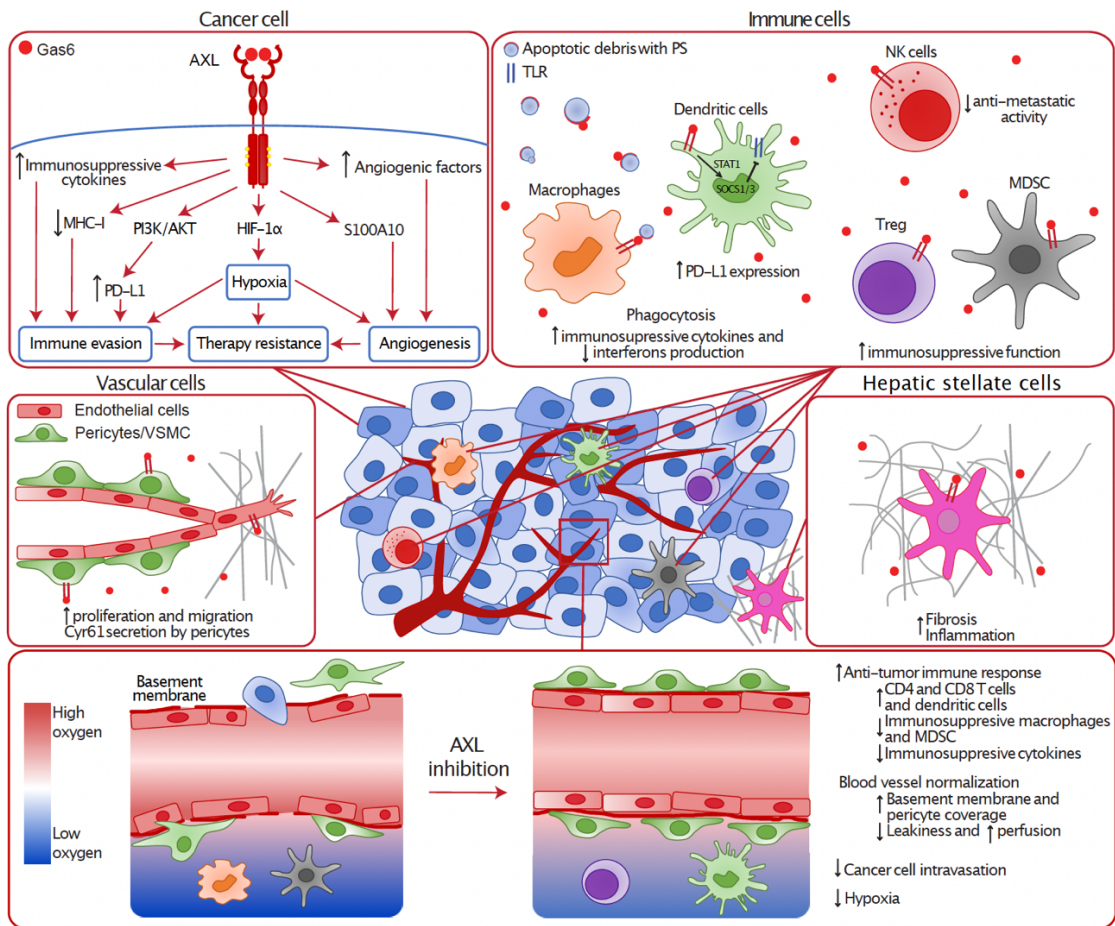 Cancer cell
Gas6
AXL
↑Immunosuppressive
cytokines
↑ Angiogenic factors
↓MHC-I
PI3K/AKT
HIF-1α
S100A10
↑PD-L1
Hypoxia
Immune evasion
Therapy resistance
Angiogenesis
Immune cells
Apoptotic debris with PS
TLR
Dendritic cells
STAT1
SOCS1/3
↑PD-L1 expression
Macrophages
Phagocytosis
↑immunosupressive cytokines and
↓interferons production
NK cells
↓anti-metastatic
activity
MDSC
Treg
↑immunosuppressive function
Vascular cells
Endothelial cells
Pericytes/VSMC
↑proliferation and migration
Cyr61 secretion by pericytes
Hepatic stellate cells
↑Fibrosis
Inflammation
High
oxygen
Low
oxygen
Basement
membrane
AXL
inhibition
↑Anti-tumor immune response
↑CD4 and CD8 T cells
and dendritic cells
↓Immunosuppresive macrophages
and MDSC
↓Immunosuppresive cytokines
Blood vessel normalization
↑Basement membrane and
pericyte coverage
↓Leakiness and ↑perfusion
↓Cancer cell intravasation
↓Hypoxia